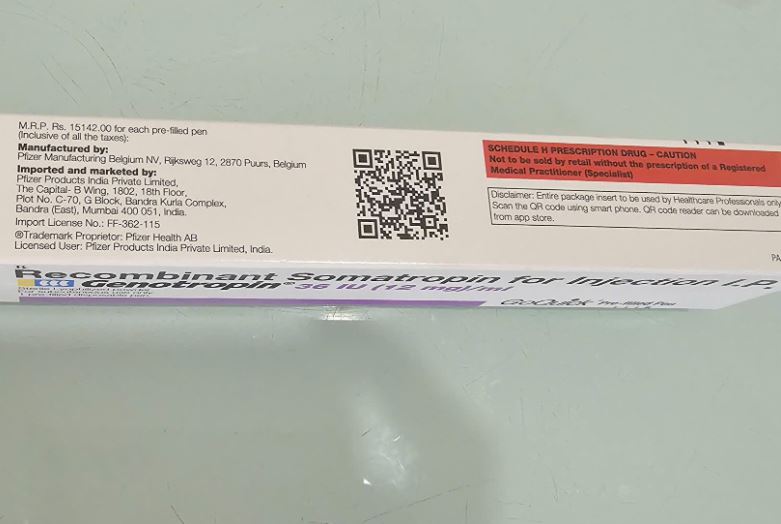 M.R.P. Rs. 15142.00 for each pre-filled pen
(Inclusive of all the taxes):
Manufactured by:
Pfizer Manufacturing Belgium NV, Rijksweg 12, 2870 Puurs, Belgium
Imported and marketed by:
Pfizer Products India Private Limited,
The Capital- B Wing, 1802, 18th Floor,
Plot No. C-70, G Block, Bandra Kurla Complex,
Bandra (East), Mumbai 400 051, India.
Import License No.: FF-362-115
®Trademark Proprietor: Pfizer Health AB
Licensed User: Pfizer Products India Private Limited, India.
SCHEDULE H PRESCRIPTION DRUG – CAUTION
Not to be sold by retail without the prescription of a Registered
Medical Practitioner (Specialist)
Disclaimer: Entire package insert to be used by Healthcare Professionals only
Scan the QR code using smart phone. QR code reader can be downloaded
from app store.
PA
Recombinant Somatropin for Injection I.P.
Genotropin® 36 IU (12 mg)/ml
GoQuick Pre-filled Pen